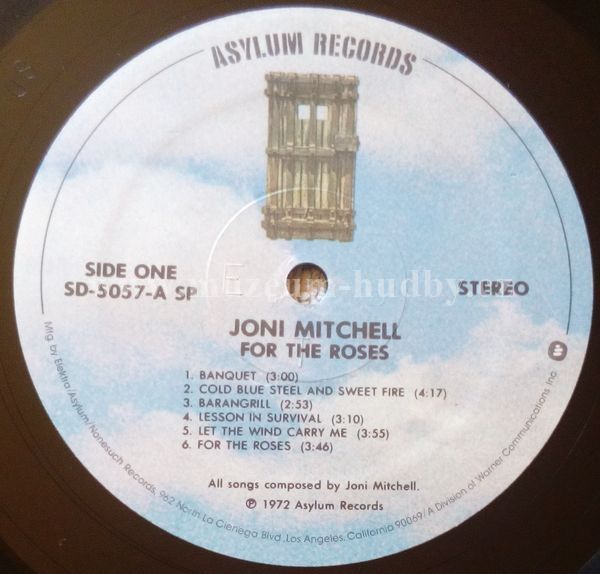 ASYLUM RECORDS
SIDE ONE
SD-5057-A SP
STEREO
muzeum-hudby
JONI MITCHELL
FOR THE ROSES
1. BANQUET (3:00)
2. COLD BLUE STEEL AND SWEET FIRE (4:17)
3. BARANGRILL (2:53)
4. LESSON IN SURVIVAL (3:10)
5. LET THE WIND CARRY ME (3:55)
6. FOR THE ROSES (3:46)
All songs composed by Joni Mitchell.
℗ 1972 Asylum Records
Mfg by Elektra/Asylum/Nonesuch Records, 962 North La Cienega Blvd., Los Angeles, California 90069/A Division of Warner Communications Inc.